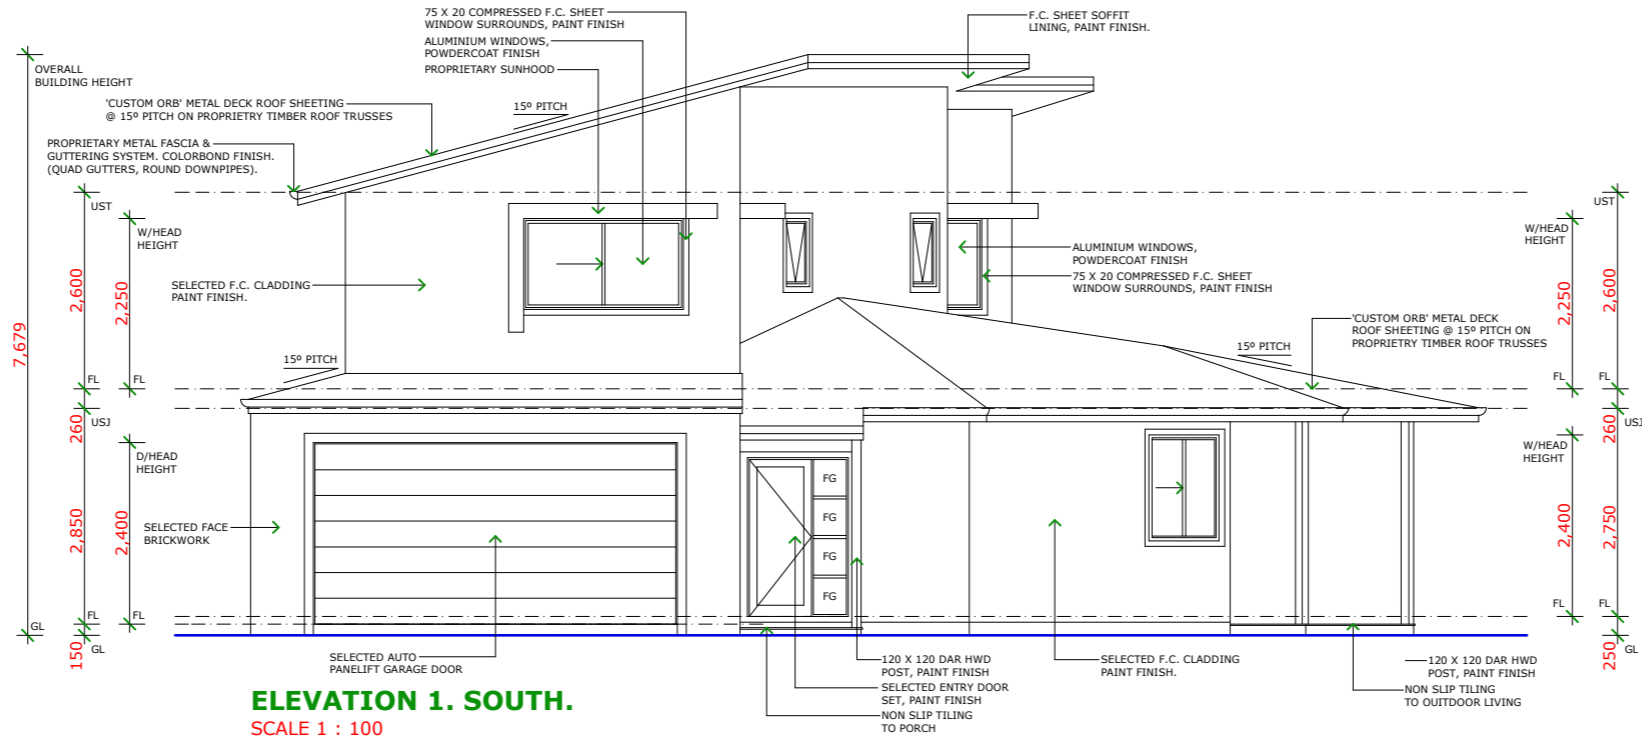 75 X 20 COMPRESSED F.C. SHEET
WINDOW SURROUNDS, PAINT FINISH
ALUMINIUM WINDOWS,
POWDERCOAT FINISH
PROPRIETARY SUNHOOD
F.C. SHEET SOFFIT
LINING, PAINT FINISH.
OVERALL
BUILDING HEIGHT
'CUSTOM ORB' METAL DECK ROOF SHEETING
@ 15º PITCH ON PROPRIETRY TIMBER ROOF TRUSSES
15º PITCH
PROPRIETARY METAL FASCIA &
GUTTERING SYSTEM. COLORBOND FINISH.
(QUAD GUTTERS, ROUND DOWNPIPES).
UST
UST
W/HEAD
HEIGHT
W/HEAD
HEIGHT
ALUMINIUM WINDOWS,
POWDERCOAT FINISH
75 X 20 COMPRESSED F.C. SHEET
WINDOW SURROUNDS, PAINT FINISH
SELECTED F.C. CLADDING
PAINT FINISH.
2,600
2,250
2,250
2,600
7,679
'CUSTOM ORB' METAL DECK
ROOF SHEETING @ 15º PITCH ON
PROPRIETRY TIMBER ROOF TRUSSES
15º PITCH
15º PITCH
FL
FL
FL
FL
260
USJ
260
USJ
D/HEAD
HEIGHT
W/HEAD
HEIGHT
FG
FG
FG
FG
SELECTED FACE
BRICKWORK
2,850
2,400
2,400
2,750
FL
FL
FL
FL
GL
GL
GL
150
250
SELECTED AUTO
PANELIFT GARAGE DOOR
120 X 120 DAR HWD
POST, PAINT FINISH
SELECTED ENTRY DOOR
SET, PAINT FINISH
NON SLIP TILING
TO PORCH
SELECTED F.C. CLADDING
PAINT FINISH.
120 X 120 DAR HWD
POST, PAINT FINISH
NON SLIP TILING
TO OUITDOOR LIVING
ELEVATION 1. SOUTH.
SCALE 1 : 100